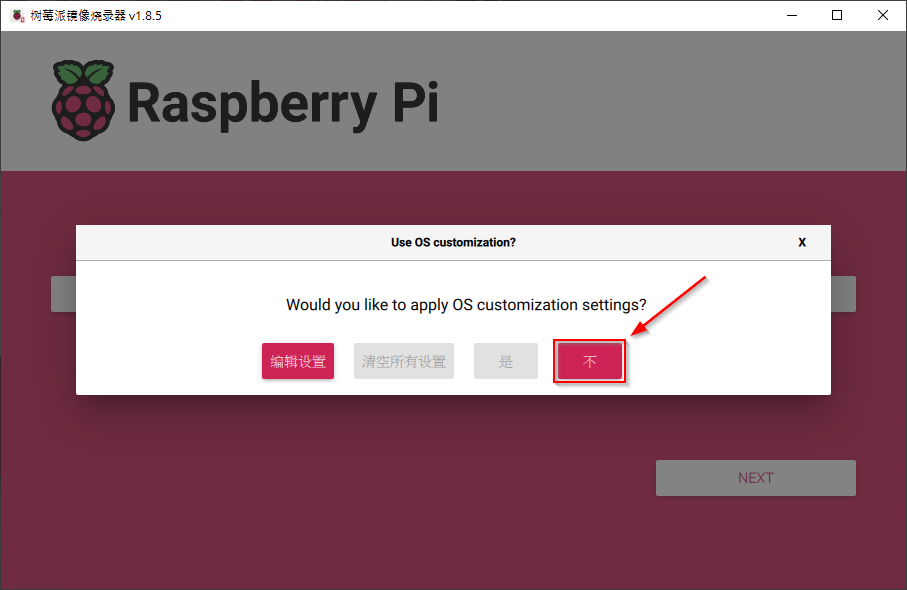 树莓派镜像烧录器 v1.8.5
Raspberry Pi
Use OS customization?
X
Would you like to apply OS customization settings?
编辑设置
清空所有设置
是
不
NEXT